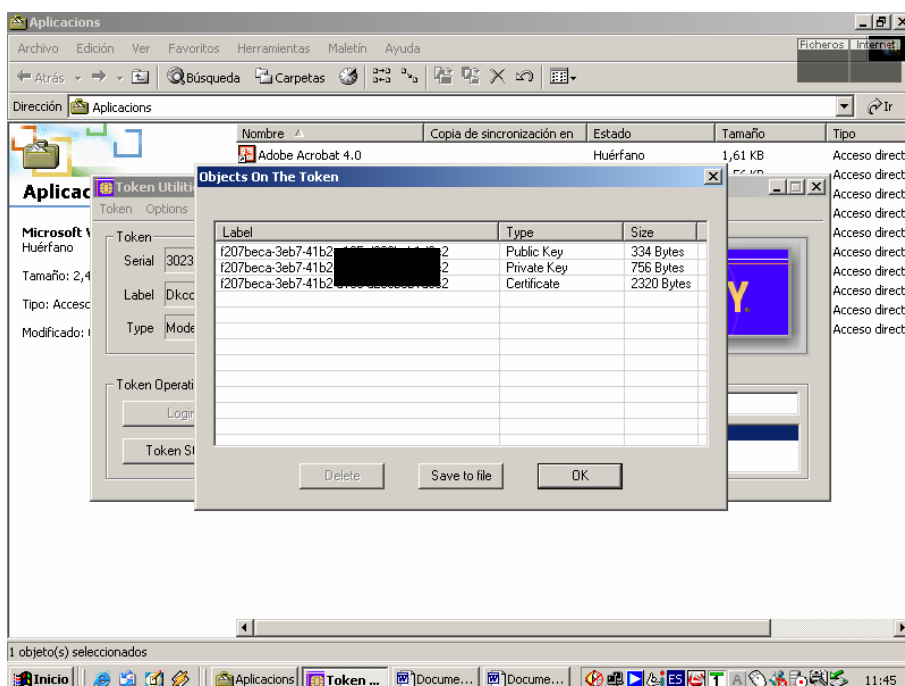 Aplicacions
Archivo Edición Ver Favoritos Herramientas Maletín Ayuda
Ficheros Internet
Atrás Búsqueda Carpetas
Dirección Aplicacions Ir
Nombre Copia de sincronización en Estado Tamaño Tipo
Adobe Acrobat 4.0 Huérfano 1,61 KB Acceso direct
Acceso direct
Acceso direct
Acceso direct
Acceso direct
Acceso direct
Acceso direct
Acceso direct
Acceso direct
Acceso direct
Aplicac
Microsoft
Huérfano
Tamaño: 2,4
Tipo: Acceso
Modificado:
Token Utiliti
Token Options
Token
Serial 3023
Label Dkcc
Type Mode
Token Operati
Login
Token St
Y.
Objects On The Token
Label Type Size
f207beca-3eb7-41b2 Public Key 334 Bytes
f207beca-3eb7-41b2 Private Key 756 Bytes
f207beca-3eb7-41b2 Certificate 2320 Bytes
Delete Save to file OK
1 objeto(s) seleccionados
Inicio Aplicacions Token ... Docume... Docume... ES T A 11:45